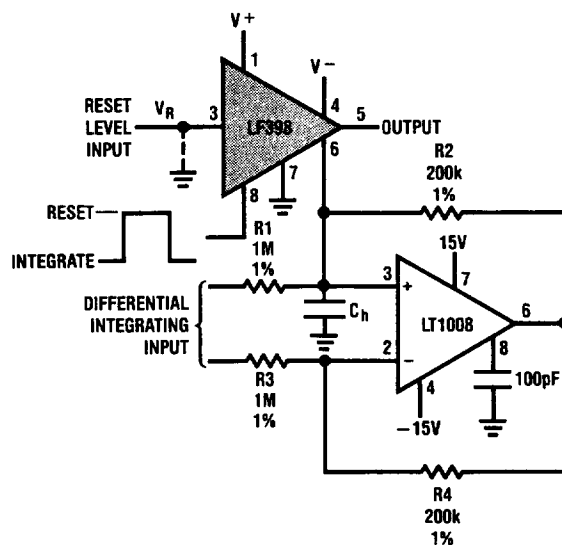 V+
1
V−
RESET
LEVEL
INPUT
VR
3
LF398
4
5
OUTPUT
6
7
8
R2
200k
1%
RESET
INTEGRATE
R1
1M
1%
15V
7
DIFFERENTIAL
INTEGRATING
INPUT
Ch
3
+
LT1008
6
2
−
8
100pF
4
−15V
R3
1M
1%
R4
200k
1%